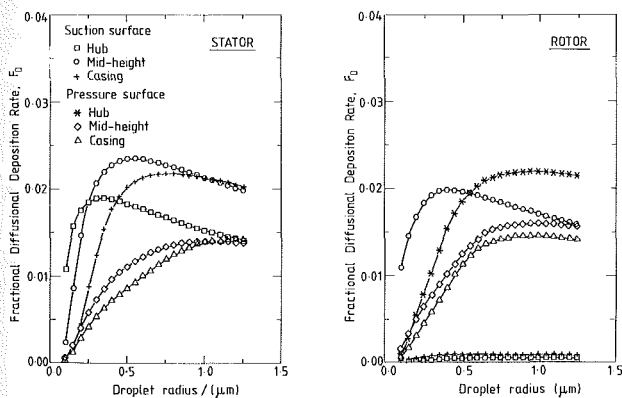 0·04
Suction surface
STATOR
□ Hub
○ Mid-height
+ Casing
Pressure surface
✳ Hub
◇ Mid-height
△ Casing
0·03
0·02
0·01
0·00
0·0
0·5
1·0
1·5
Fractional Diffusional Deposition Rate, F_D
Droplet radius / (μm)
0·04
ROTOR
0·03
0·02
0·01
0·00
0·0
0·5
1·0
1·5
Fractional Diffusional Deposition Rate, F_D
Droplet radius (μm)